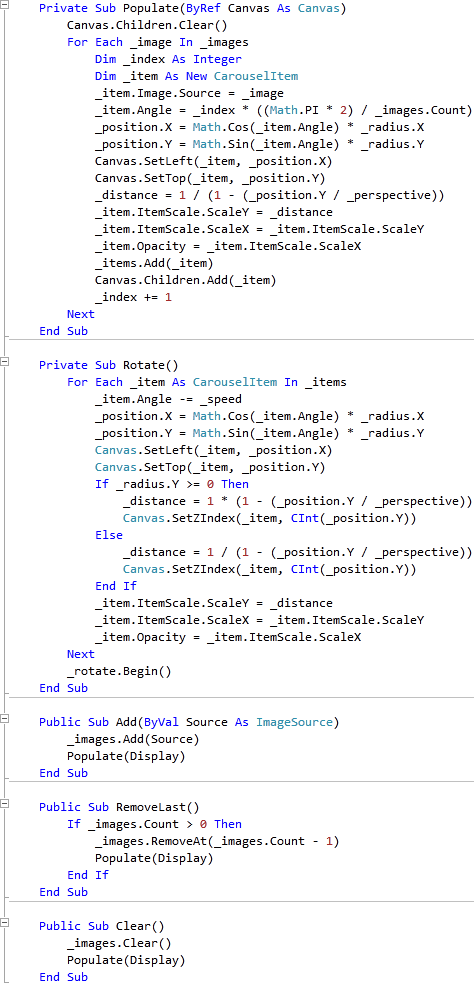 Private Sub Populate(ByRef Canvas As Canvas)
Canvas.Children.Clear()
For Each _image In _images
Dim _index As Integer
Dim _item As New CarouselItem
_item.Image.Source = _image
_item.Angle = _index * ((Math.PI * 2) / _images.Count)
_position.X = Math.Cos(_item.Angle) * _radius.X
_position.Y = Math.Sin(_item.Angle) * _radius.Y
Canvas.SetLeft(_item, _position.X)
Canvas.SetTop(_item, _position.Y)
_distance = 1 / (1 - (_position.Y / _perspective))
_item.ItemScale.ScaleY = _distance
_item.ItemScale.ScaleX = _item.ItemScale.ScaleY
_item.Opacity = _item.ItemScale.ScaleX
_items.Add(_item)
Canvas.Children.Add(_item)
_index += 1
Next
End Sub
Private Sub Rotate()
For Each _item As CarouselItem In _items
_item.Angle -= _speed
_position.X = Math.Cos(_item.Angle) * _radius.X
_position.Y = Math.Sin(_item.Angle) * _radius.Y
Canvas.SetLeft(_item, _position.X)
Canvas.SetTop(_item, _position.Y)
If _radius.Y >= 0 Then
_distance = 1 * (1 - (_position.Y / _perspective))
Canvas.SetZIndex(_item, CInt(_position.Y))
Else
_distance = 1 / (1 - (_position.Y / _perspective))
Canvas.SetZIndex(_item, CInt(_position.Y))
End If
_item.ItemScale.ScaleY = _distance
_item.ItemScale.ScaleX = _item.ItemScale.ScaleY
_item.Opacity = _item.ItemScale.ScaleX
Next
_rotate.Begin()
End Sub
Public Sub Add(ByVal Source As ImageSource)
_images.Add(Source)
Populate(Display)
End Sub
Public Sub RemoveLast()
If _images.Count > 0 Then
_images.RemoveAt(_images.Count - 1)
Populate(Display)
End If
End Sub
Public Sub Clear()
_images.Clear()
Populate(Display)
End Sub